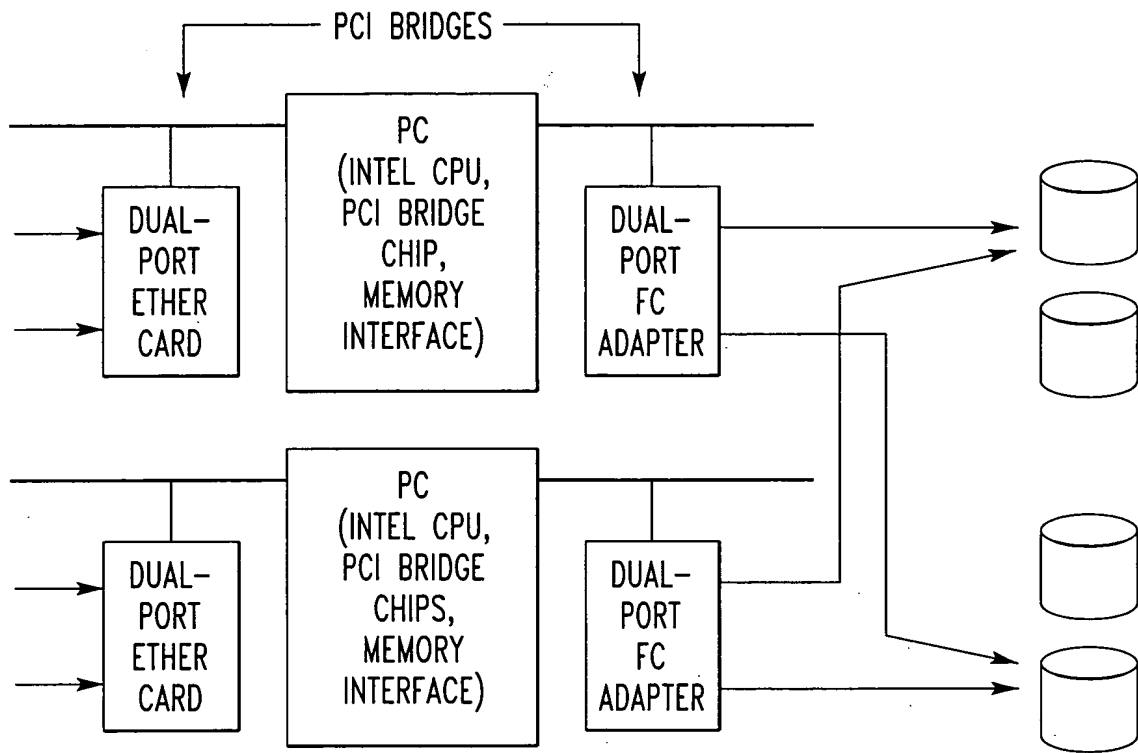 PCI BRIDGES
PC
(INTEL CPU,
PCI BRIDGE
CHIP,
MEMORY
INTERFACE)
DUAL-
PORT
ETHER
CARD
DUAL-
PORT
FC
ADAPTER
PC
(INTEL CPU,
PCI BRIDGE
CHIPS,
MEMORY
INTERFACE)
DUAL-
PORT
ETHER
CARD
DUAL-
PORT
FC
ADAPTER